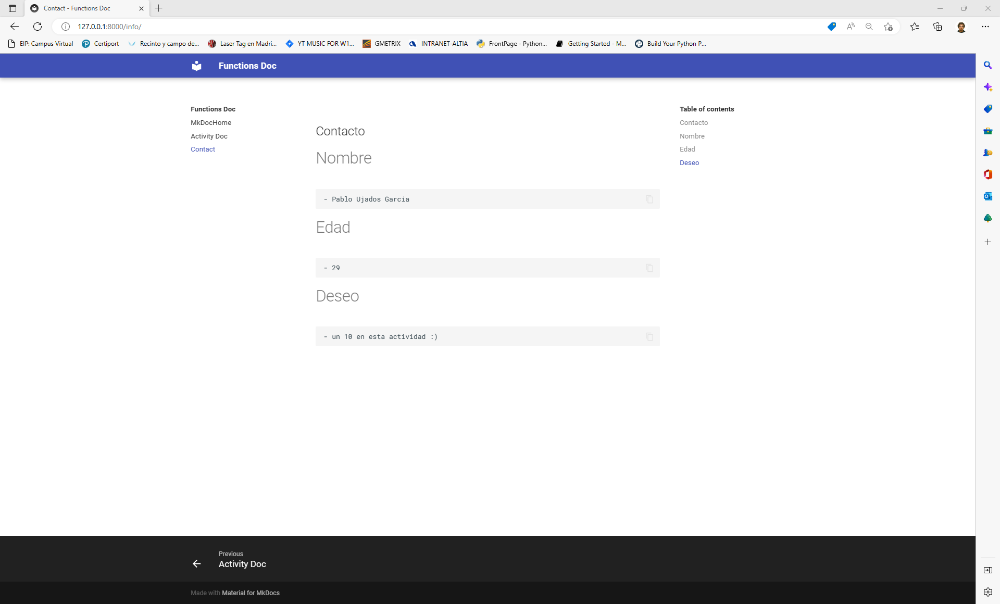 Contact - Functions Doc
127.0.0.1:8000/info/
EIP: Campus Virtual
Certiport
Recinto y campo de...
Laser Tag en Madri...
YT MUSIC FOR W1...
GMETRIX
INTRANET-ALTIA
FrontPage - Python...
Getting Started - M...
Build Your Python P...
Functions Doc
Functions Doc
MkDocHome
Activity Doc
Contact
Contacto
Nombre
- Pablo Ujados Garcia
Edad
- 29
Deseo
- un 10 en esta actividad :)
Table of contents
Contacto
Nombre
Edad
Deseo
Previous
Activity Doc
Made with Material for MkDocs